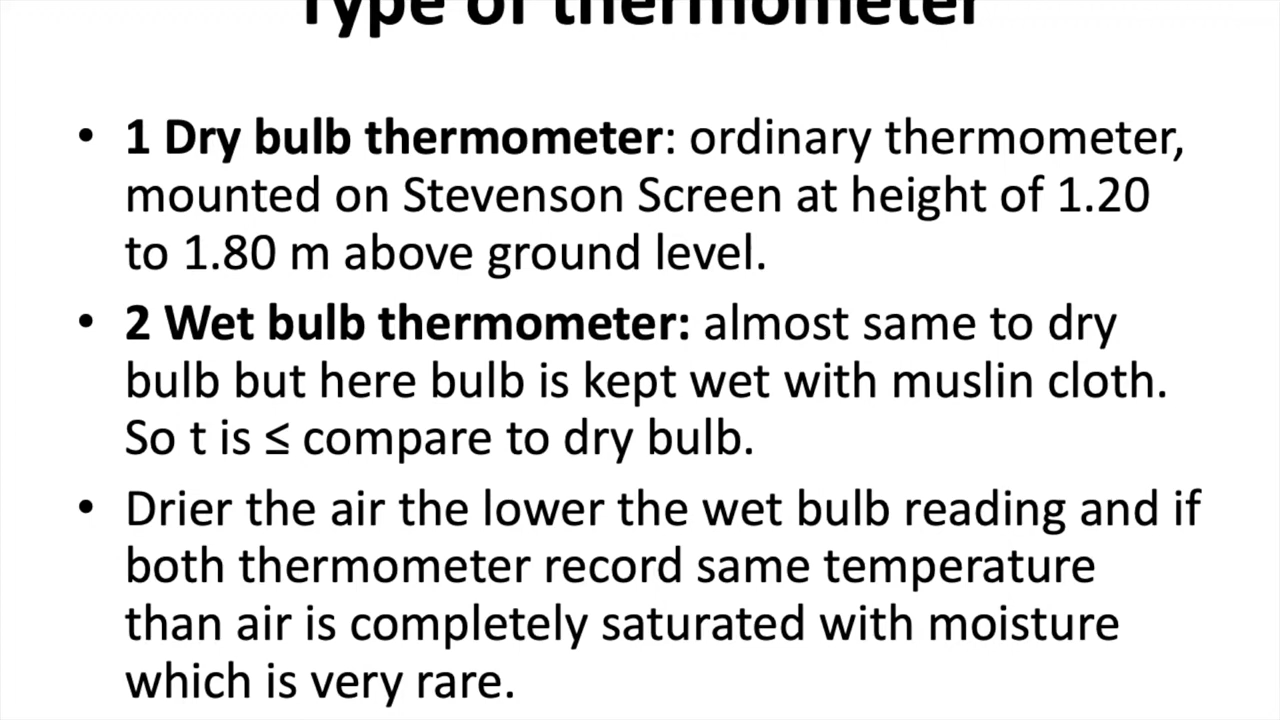 Type of thermometer
• 1 Dry bulb thermometer: ordinary thermometer,
mounted on Stevenson Screen at height of 1.20
to 1.80 m above ground level.
• 2 Wet bulb thermometer: almost same to dry
bulb but here bulb is kept wet with muslin cloth.
So t is ≤ compare to dry bulb.
• Drier the air the lower the wet bulb reading and if
both thermometer record same temperature
than air is completely saturated with moisture
which is very rare.